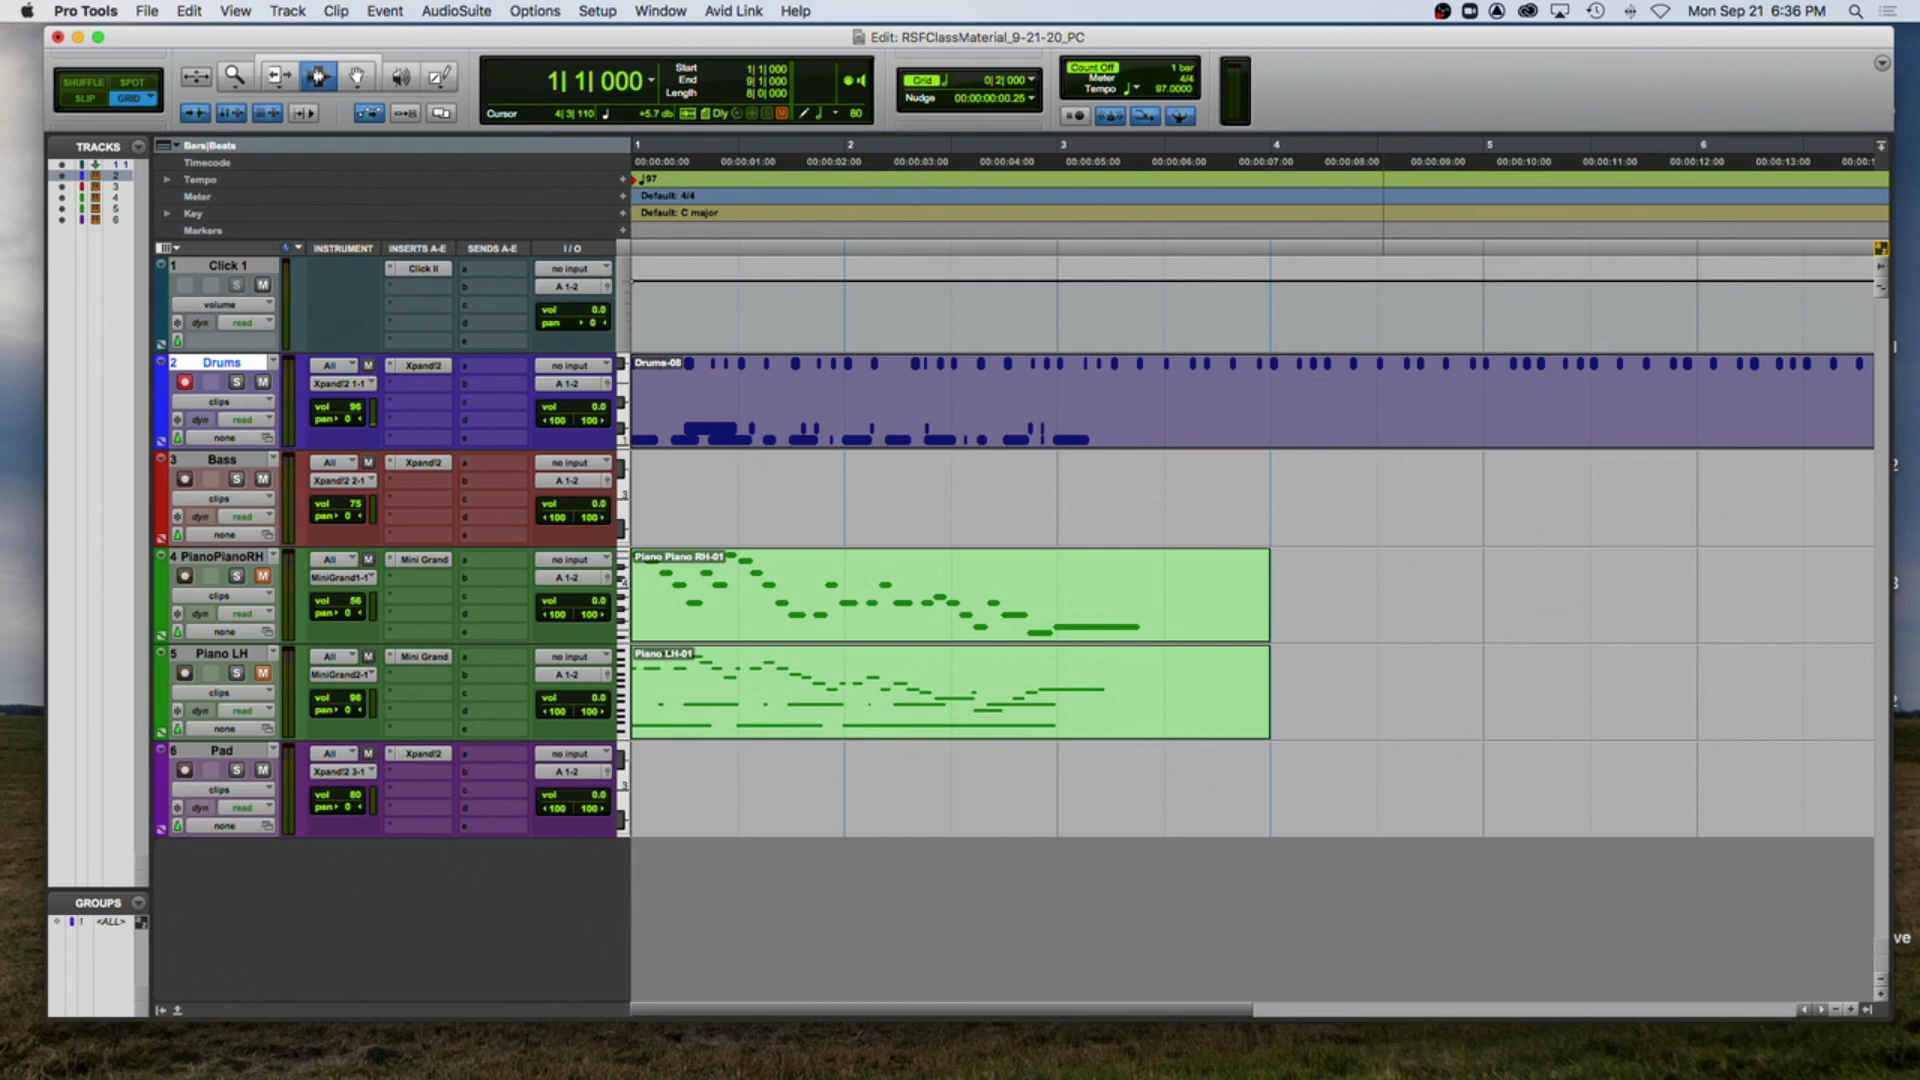 Pro Tools File Edit View Track Clip Event AudioSuite Options Setup Window Avid Link Help Mon Sep 21 6:36 PM
Edit: RSFClassMaterial_9-21-20_PC
SHUFFLE SPOT
SLIP GRID
1| 1| 000
Start 1| 1| 000
End 9| 1| 000
Length 8| 0| 000
Cursor 4| 3| 110 +5.7 db Dly 80
Grid 0| 2| 000
Nudge 00:00:00:00.25
Count Off 1 bar
Meter 4/4
Tempo 97.0000
TRACKS
1 1
2
3
4
5
6
GROUPS
! <ALL>
Bars|Beats 1 2 3 4 5 6
Timecode 00:00:00:00 00:00:01:00 00:00:02:00 00:00:03:00 00:00:04:00 00:00:05:00 00:00:06:00 00:00:07:00 00:00:08:00 00:00:09:00 00:00:10:00 00:00:11:00 00:00:12:00 00:00:13:00
Tempo 97
Meter Default: 4/4
Key Default: C major
Markers
INSTRUMENT INSERTS A-E SENDS A-E I / O
1 Click 1 Click II a no input
S M b A 1-2
volume c vol 0.0
dyn read d pan 0
e
2 Drums All M Xpand!2 a no input
S M Xpand!2 1-1 b A 1-2
clips vol 96 c vol 0.0
dyn read pan 0 d 100 100
none e
Drums-08
3 Bass All M Xpand!2 a no input
S M Xpand!2 2-1 b A 1-2
clips vol 75 c vol 0.0
dyn read pan 0 d 100 100
none e
4 PianoPianoRH All M Mini Grand a no input
S M MiniGrand1-1 b A 1-2
clips vol 56 c vol 0.0
dyn read pan 0 d 100 100
none e
Piano Piano RH-01
5 Piano LH All M Mini Grand a no input
S M MiniGrand2-1 b A 1-2
clips vol 96 c vol 0.0
dyn read pan 0 d 100 100
none e
Piano LH-01
6 Pad All M Xpand!2 a no input
S M Xpand!2 3-1 b A 1-2
clips vol 80 c vol 0.0
dyn read pan 0 d 100 100
none e
ve